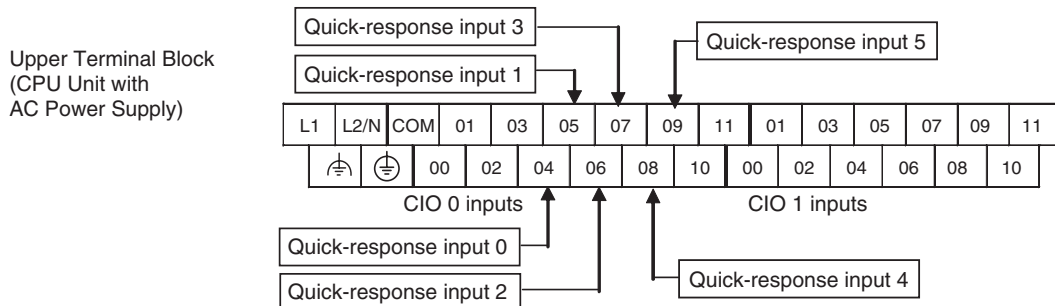 Upper Terminal Block
(CPU Unit with
AC Power Supply)
Quick-response input 3
Quick-response input 5
Quick-response input 1
L1 L2/N COM 01 03 05 07 09 11 01 03 05 07 09 11
00 02 04 06 08 10 00 02 04 06 08 10
CIO 0 inputs
CIO 1 inputs
Quick-response input 0
Quick-response input 2
Quick-response input 4